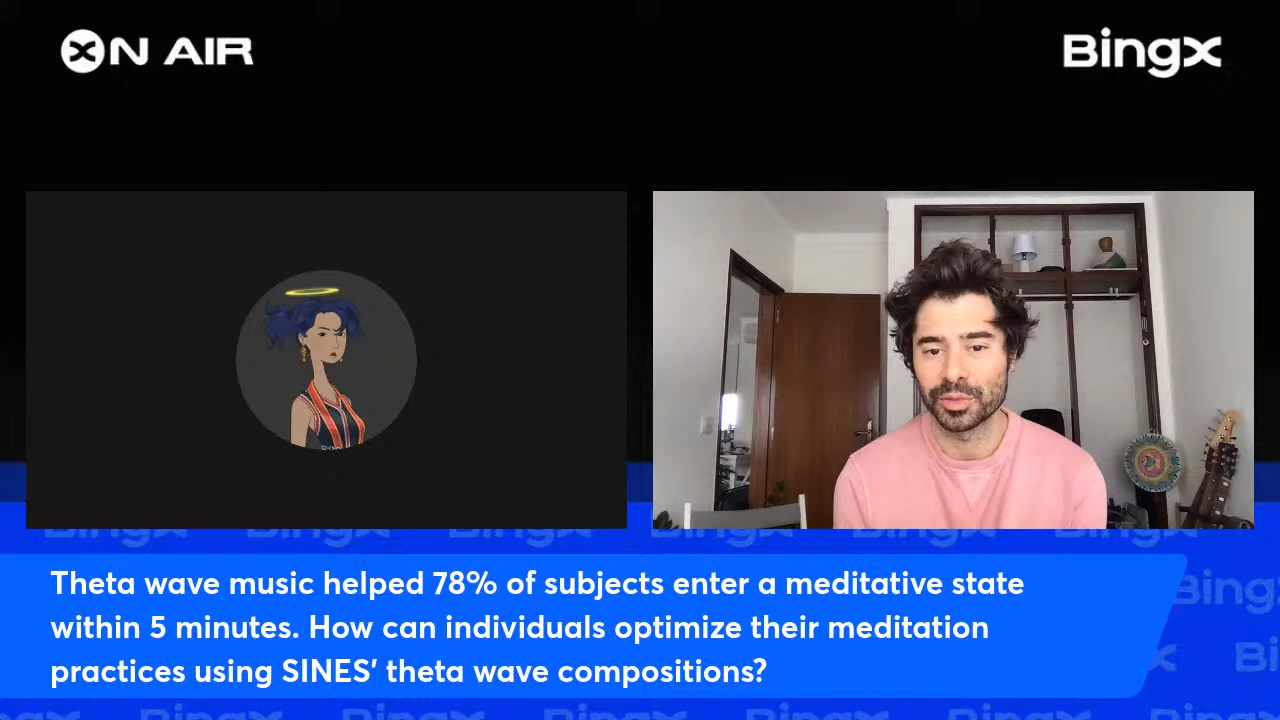 ON AIR
BingX
Theta wave music helped 78% of subjects enter a meditative state
within 5 minutes. How can individuals optimize their meditation
practices using SINES’ theta wave compositions?